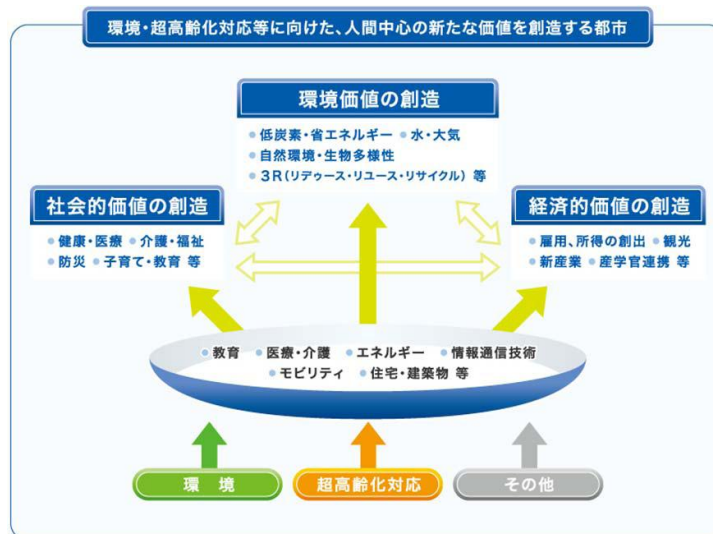 環境・超高齢化対応等に向けた、人間中心の新たな価値を創造する都市
環境価値の創造
●低炭素・省エネルギー ●水・大気
●自然環境・生物多様性
●3R(リデゥース・リユース・リサイクル) 等
社会的価値の創造
●健康・医療 ●介護・福祉
●防災 ●子育て・教育 等
経済的価値の創造
●雇用、所得の創出 ●観光
●新産業 ●産学官連携 等
●教育 ●医療・介護 ●エネルギー ●情報通信技術
●モビリティ ●住宅・建築物 等
環 境
超高齢化対応
その他